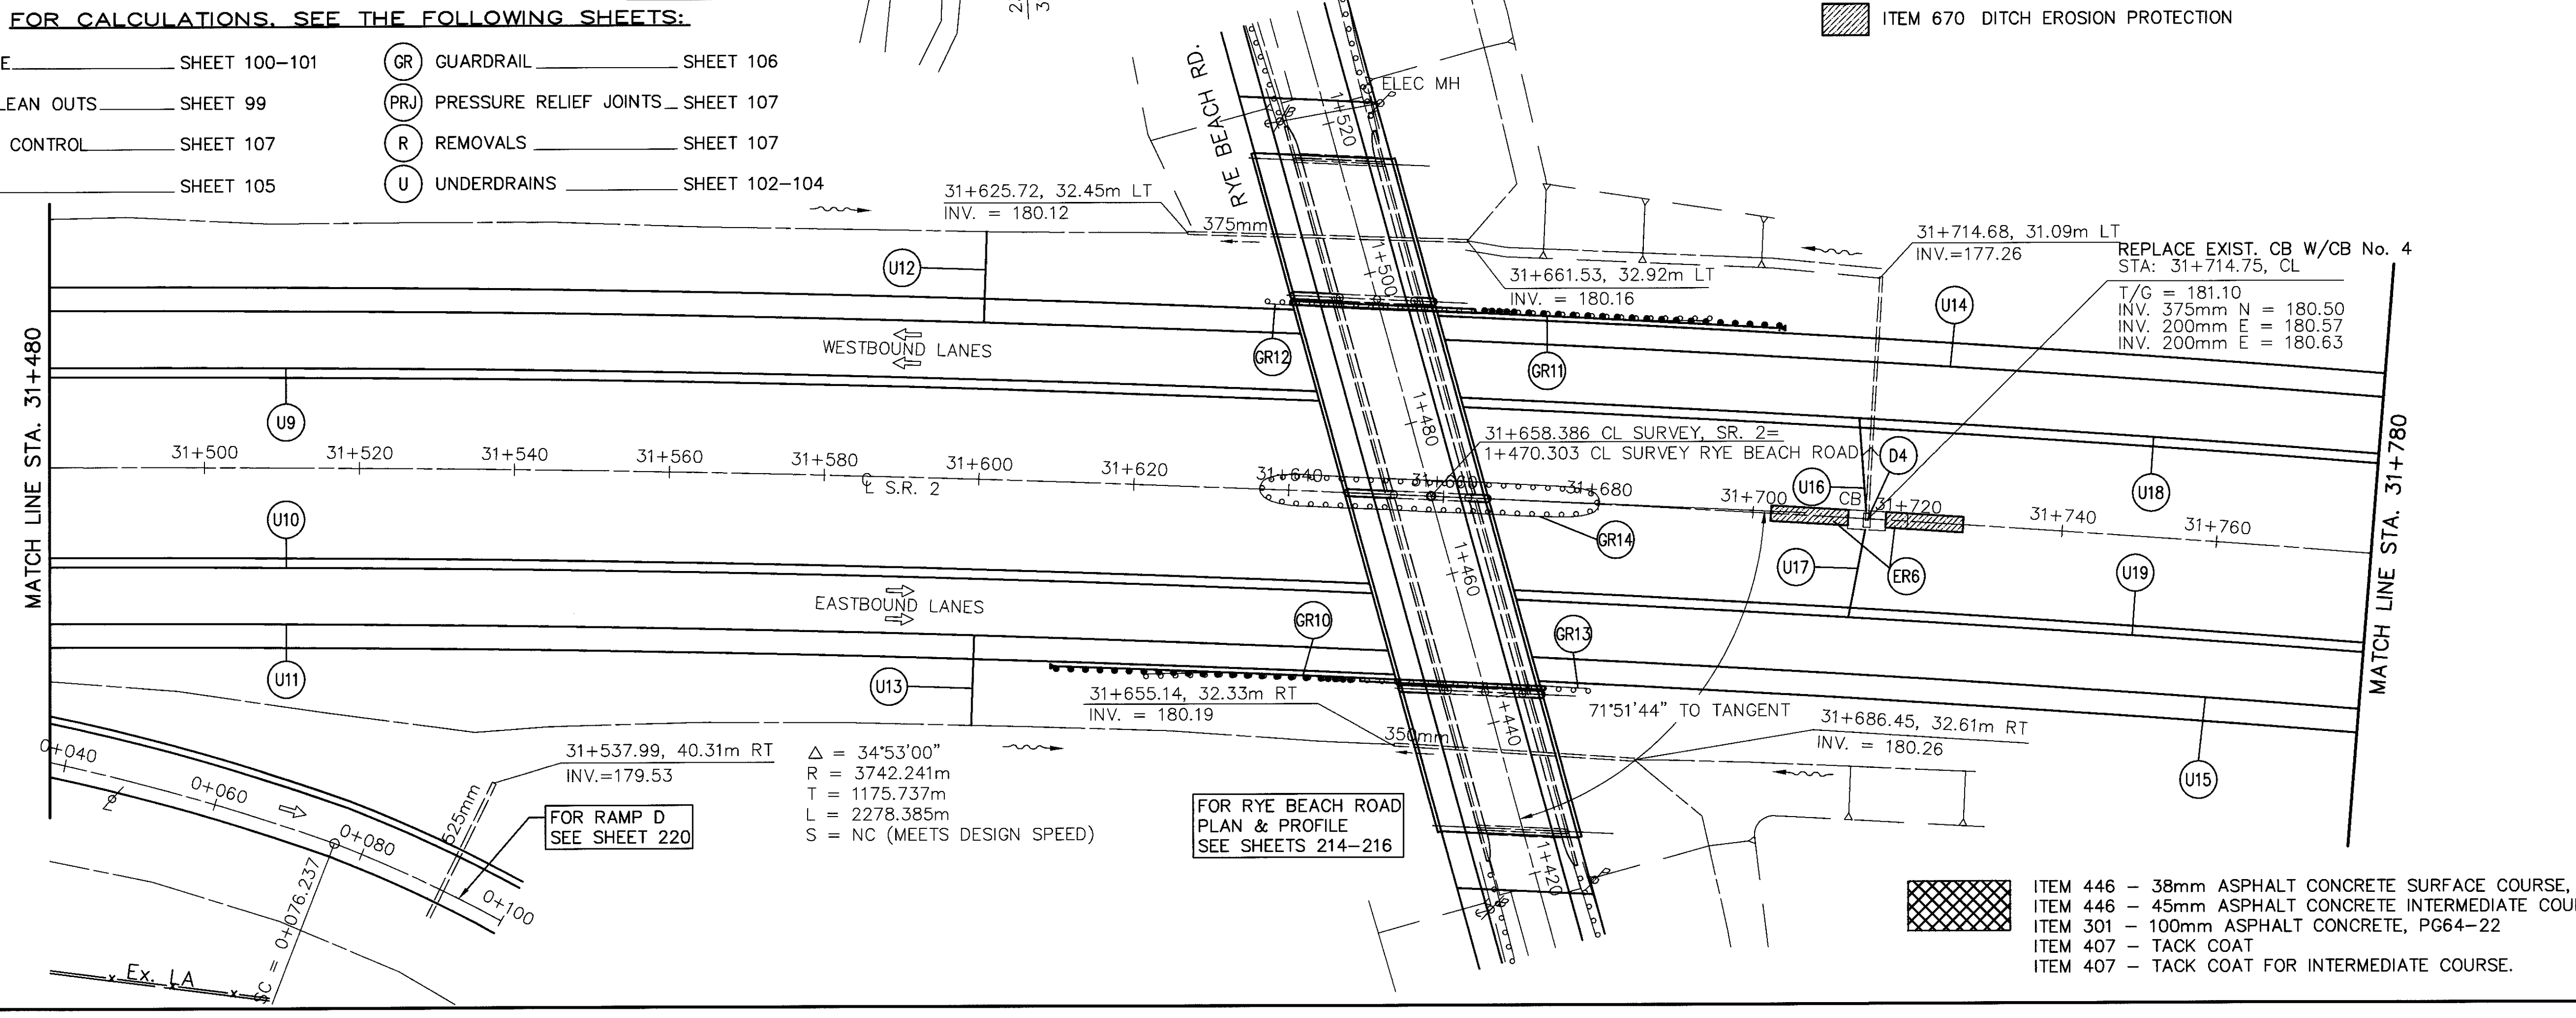 FOR CALCULATIONS, SEE THE FOLLOWING SHEETS:
SHEET 100-101
LEAN OUTS SHEET 99
CONTROL SHEET 107
SHEET 105
GR GUARDRAIL SHEET 106
PRJ PRESSURE RELIEF JOINTS SHEET 107
R REMOVALS SHEET 107
U UNDERDRAINS SHEET 102-104
ITEM 670 DITCH EROSION PROTECTION
RYE BEACH RD.
ELEC MH
1+520
1+500
1+480
1+460
1+440
1+420
31+625.72, 32.45m LT
INV. = 180.12
375mm
31+661.53, 32.92m LT
INV. = 180.16
31+714.68, 31.09m LT
INV.=177.26
REPLACE EXIST. CB W/CB No. 4
STA: 31+714.75, CL
T/G = 181.10
INV. 375mm N = 180.50
INV. 200mm E = 180.57
INV. 200mm E = 180.63
MATCH LINE STA. 31+480
MATCH LINE STA. 31+780
U12
U14
GR12
GR11
WESTBOUND LANES
U9
U18
31+658.386 CL SURVEY, SR. 2=
1+470.303 CL SURVEY RYE BEACH ROAD
D4
U16
CB
31+500
31+520
31+540
31+560
31+580
31+600
31+620
31+640
31+660
31+680
31+700
31+720
31+740
31+760
℄ S.R. 2
U10
GR14
U17
ER6
U19
EASTBOUND LANES
GR10
GR13
U11
U13
U15
31+655.14, 32.33m RT
INV. = 180.19
350mm
71°51'44" TO TANGENT
31+686.45, 32.61m RT
INV. = 180.26
31+537.99, 40.31m RT
INV.=179.53
Δ = 34°53'00"
R = 3742.241m
T = 1175.737m
L = 2278.385m
S = NC (MEETS DESIGN SPEED)
0+040
0+060
0+080
0+100
525mm
FOR RAMP D
SEE SHEET 220
FOR RYE BEACH ROAD
PLAN & PROFILE
SEE SHEETS 214-216
SC = 0+076.237
Ex. LA
ITEM 446 - 38mm ASPHALT CONCRETE SURFACE COURSE,
ITEM 446 - 45mm ASPHALT CONCRETE INTERMEDIATE COU
ITEM 301 - 100mm ASPHALT CONCRETE, PG64-22
ITEM 407 - TACK COAT
ITEM 407 - TACK COAT FOR INTERMEDIATE COURSE.